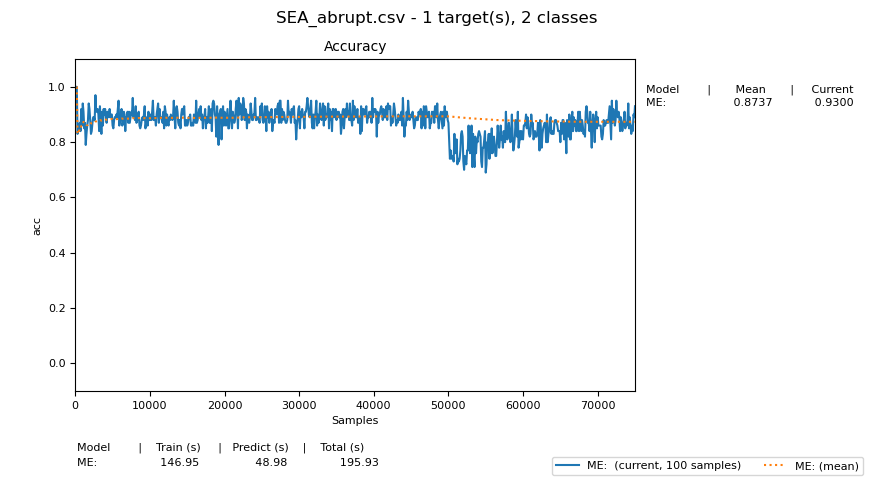 SEA_abrupt.csv - 1 target(s), 2 classes
Accuracy
Model | Mean | Current
ME: 0.8737 0.9300
1.0
0.8
0.6
0.4
0.2
0.0
acc
0 10000 20000 30000 40000 50000 60000 70000
Samples
Model | Train (s) | Predict (s) | Total (s)
ME: 146.95 48.98 195.93
ME: (current, 100 samples) ME: (mean)